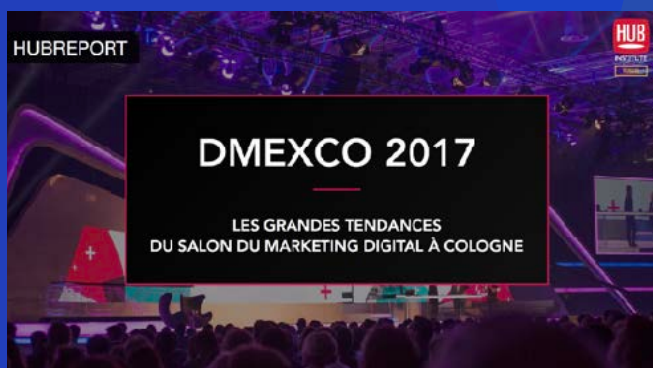 HUBREPORT
HUB
INSTITUTE
DMEXCO 2017
LES GRANDES TENDANCES
DU SALON DU MARKETING DIGITAL À COLOGNE